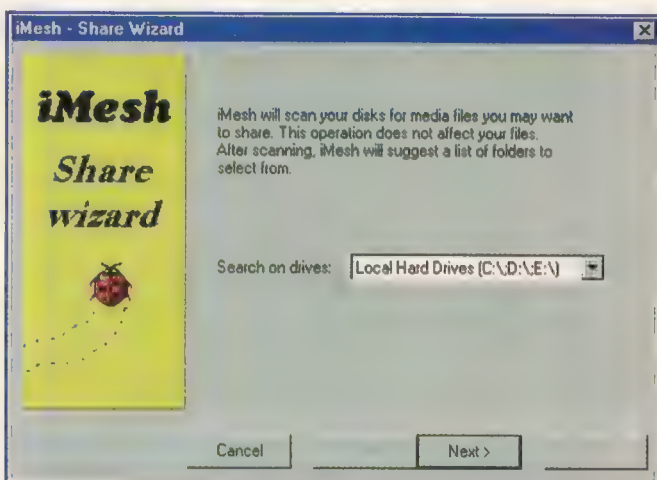 iMesh - Share Wizard
iMesh
Share
wizard
iMesh will scan your disks for media files you may want
to share. This operation does not affect your files.
After scanning, iMesh will suggest a list of folders to
select from.
Search on drives: Local Hard Drives (C:\;D:\;E:\)
Cancel
Next >